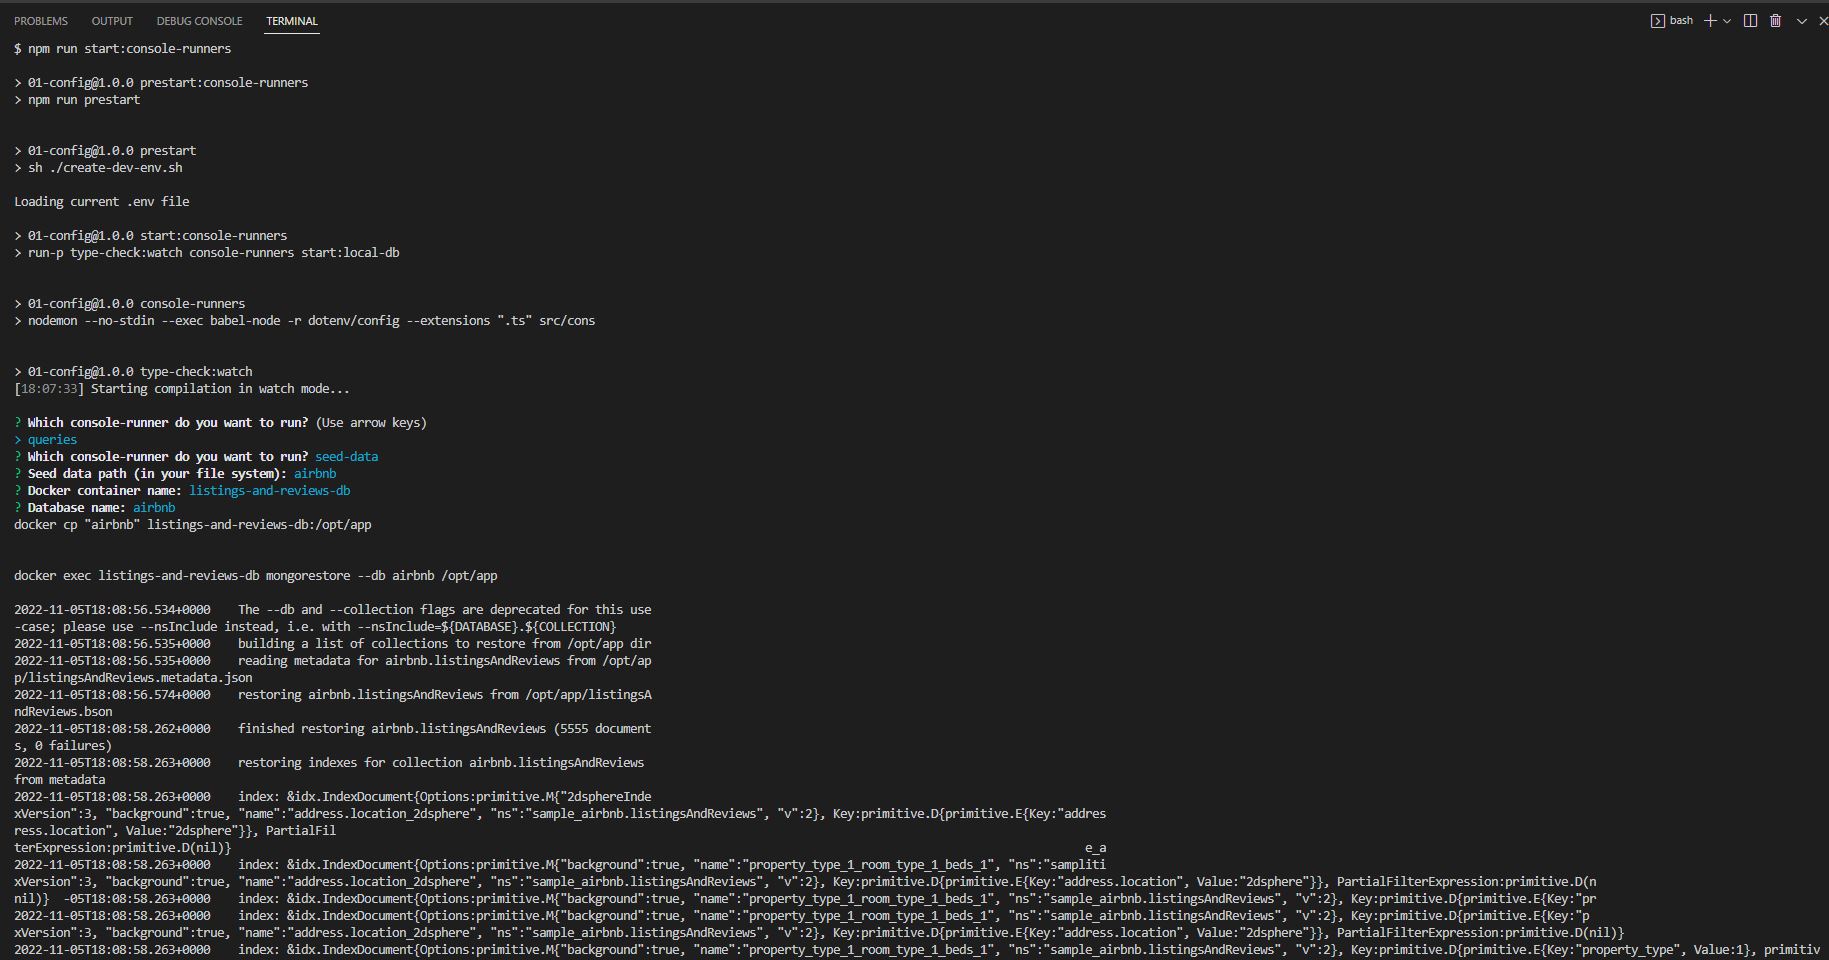 PROBLEMS OUTPUT DEBUG CONSOLE TERMINAL bash
$ npm run start:console-runners
> 01-config@1.0.0 prestart:console-runners
> npm run prestart
> 01-config@1.0.0 prestart
> sh ./create-dev-env.sh
Loading current .env file
> 01-config@1.0.0 start:console-runners
> run-p type-check:watch console-runners start:local-db
> 01-config@1.0.0 console-runners
> nodemon --no-stdin --exec babel-node -r dotenv/config --extensions ".ts" src/cons
> 01-config@1.0.0 type-check:watch
[18:07:33] Starting compilation in watch mode...
? Which console-runner do you want to run? (Use arrow keys)
> queries
? Which console-runner do you want to run? seed-data
? Seed data path (in your file system): airbnb
? Docker container name: listings-and-reviews-db
? Database name: airbnb
docker cp "airbnb" listings-and-reviews-db:/opt/app
docker exec listings-and-reviews-db mongorestore --db airbnb /opt/app
2022-11-05T18:08:56.534+0000    The --db and --collection flags are deprecated for this use
-case; please use --nsInclude instead, i.e. with --nsInclude=${DATABASE}.${COLLECTION}
2022-11-05T18:08:56.535+0000    building a list of collections to restore from /opt/app dir
2022-11-05T18:08:56.535+0000    reading metadata for airbnb.listingsAndReviews from /opt/ap
p/listingsAndReviews.metadata.json
2022-11-05T18:08:56.574+0000    restoring airbnb.listingsAndReviews from /opt/app/listingsA
ndReviews.bson
2022-11-05T18:08:58.262+0000    finished restoring airbnb.listingsAndReviews (5555 document
s, 0 failures)
2022-11-05T18:08:58.263+0000    restoring indexes for collection airbnb.listingsAndReviews
from metadata
2022-11-05T18:08:58.263+0000    index: &idx.IndexDocument{Options:primitive.M{"2dsphereInde
xVersion":3, "background":true, "name":"address.location_2dsphere", "ns":"sample_airbnb.listingsAndReviews", "v":2}, Key:primitive.D{primitive.E{Key:"addres
ress.location", Value:"2dsphere"}}, PartialFil
terExpression:primitive.D(nil)} e_a
2022-11-05T18:08:58.263+0000    index: &idx.IndexDocument{Options:primitive.M{"background":true, "name":"property_type_1_room_type_1_beds_1", "ns":"sampliti
xVersion":3, "background":true, "name":"address.location_2dsphere", "ns":"sample_airbnb.listingsAndReviews", "v":2}, Key:primitive.D{primitive.E{Key:"address.location", Value:"2dsphere"}}, PartialFilterExpression:primitive.D(n
nil)}  -05T18:08:58.263+0000    index: &idx.IndexDocument{Options:primitive.M{"background":true, "name":"property_type_1_room_type_1_beds_1", "ns":"sample_airbnb.listingsAndReviews", "v":2}, Key:primitive.D{primitive.E{Key:"pr
2022-11-05T18:08:58.263+0000    index: &idx.IndexDocument{Options:primitive.M{"background":true, "name":"property_type_1_room_type_1_beds_1", "ns":"sample_airbnb.listingsAndReviews", "v":2}, Key:primitive.D{primitive.E{Key:"p
xVersion":3, "background":true, "name":"address.location_2dsphere", "ns":"sample_airbnb.listingsAndReviews", "v":2}, Key:primitive.D{primitive.E{Key:"address.location", Value:"2dsphere"}}, PartialFilterExpression:primitive.D(nil)}
2022-11-05T18:08:58.263+0000    index: &idx.IndexDocument{Options:primitive.M{"background":true, "name":"property_type_1_room_type_1_beds_1", "ns":"sample_airbnb.listingsAndReviews", "v":2}, Key:primitive.D{primitive.E{Key:"property_type", Value:1}, primitiv